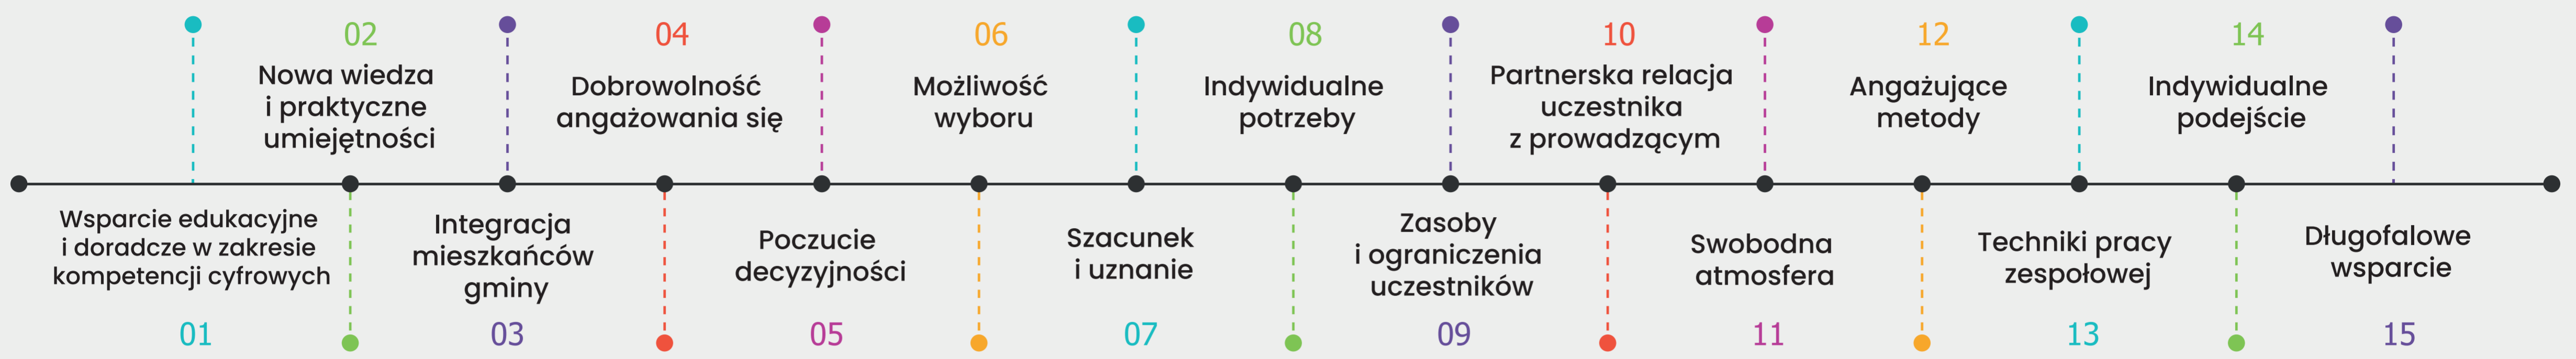 01
Wsparcie edukacyjne
i doradcze w zakresie
kompetencji cyfrowych
02
Nowa wiedza
i praktyczne
umiejętności
03
Integracja
mieszkańców
gminy
04
Dobrowolność
angażowania się
05
Poczucie
decyzyjności
06
Możliwość
wyboru
07
Szacunek
i uznanie
08
Indywidualne
potrzeby
09
Zasoby
i ograniczenia
uczestników
10
Partnerska relacja
uczestnika
z prowadzącym
11
Swobodna
atmosfera
12
Angażujące
metody
13
Techniki pracy
zespołowej
14
Indywidualne
podejście
15
Długofalowe
wsparcie